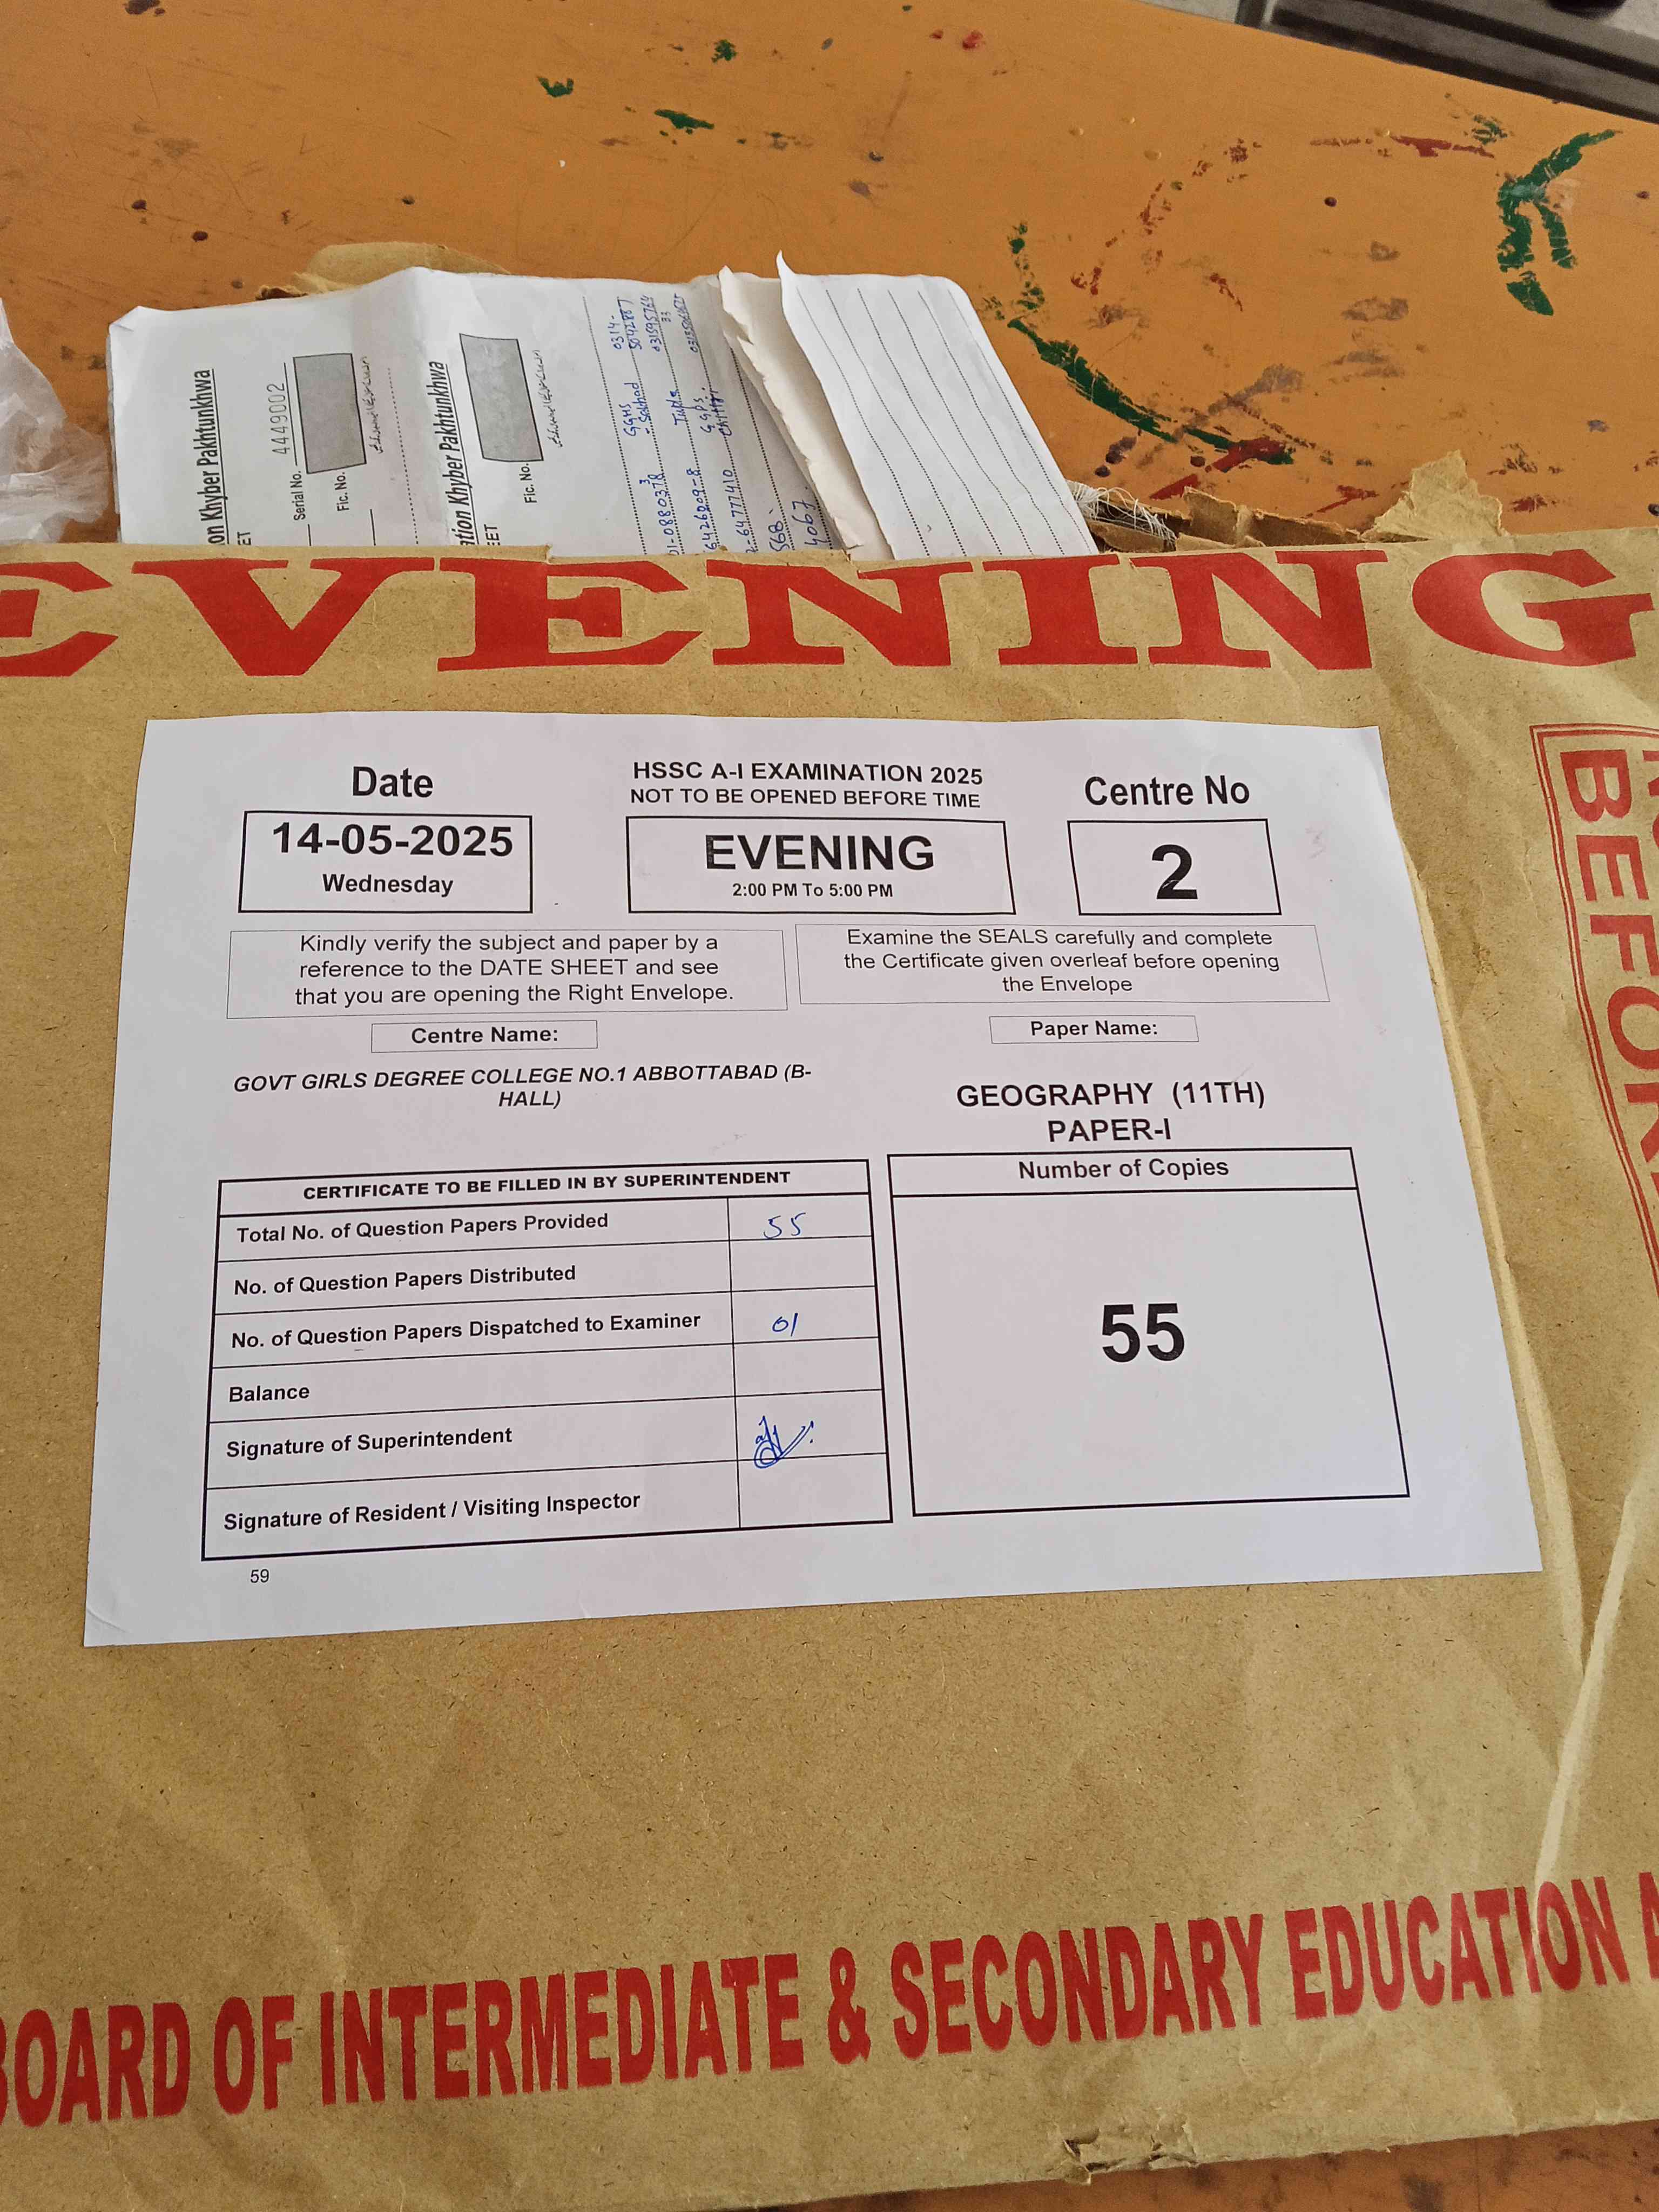 on Khyber Pakhtunkhwa
ET
Serial No. 4449002
Fic. No.
ation Khyber Pakhtunkhwa
EET
Fic. No.
GGHS
0314-
EVENING
BEFOR
Date
14-05-2025
Wednesday
HSSC A-I EXAMINATION 2025
NOT TO BE OPENED BEFORE TIME
EVENING
2:00 PM To 5:00 PM
Centre No
2
Kindly verify the subject and paper by a
reference to the DATE SHEET and see
that you are opening the Right Envelope.
Examine the SEALS carefully and complete
the Certificate given overleaf before opening
the Envelope
Centre Name:
GOVT GIRLS DEGREE COLLEGE NO.1 ABBOTTABAD (B-
HALL)
Paper Name:
GEOGRAPHY (11TH)
PAPER-I
CERTIFICATE TO BE FILLED IN BY SUPERINTENDENT
Total No. of Question Papers Provided 55
No. of Question Papers Distributed
No. of Question Papers Dispatched to Examiner 01
Balance
Signature of Superintendent
Signature of Resident / Visiting Inspector
Number of Copies
55
59
BOARD OF INTERMEDIATE & SECONDARY EDUCATION A